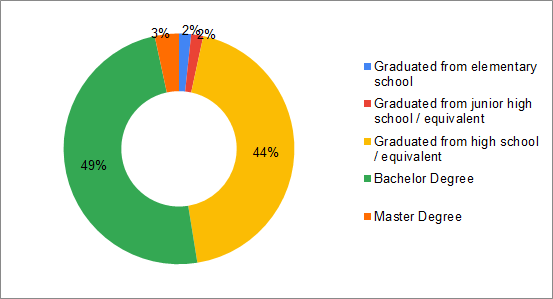 3%
2%
2%
44%
49%
Graduated from elementary
school
Graduated from junior high
school / equivalent
Graduated from high school
/ equivalent
Bachelor Degree
Master Degree